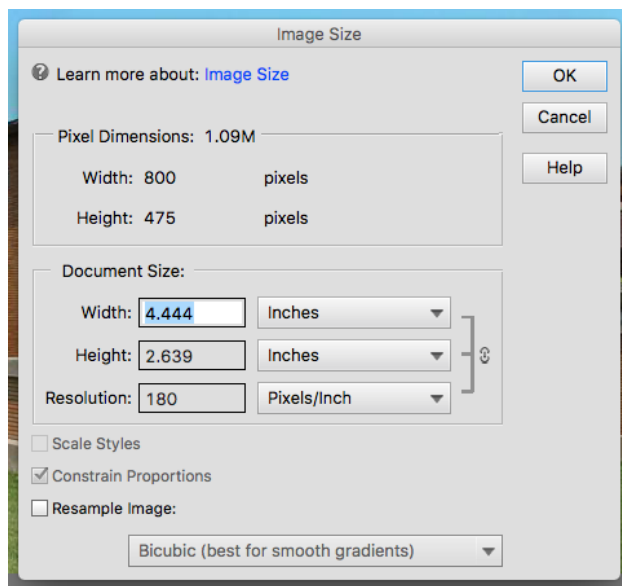 Image Size
Learn more about: Image Size
OK
Cancel
Help
Pixel Dimensions: 1.09M
Width: 800 pixels
Height: 475 pixels
Document Size:
Width: 4.444 Inches
Height: 2.639 Inches
Resolution: 180 Pixels/Inch
Scale Styles
Constrain Proportions
Resample Image:
Bicubic (best for smooth gradients)